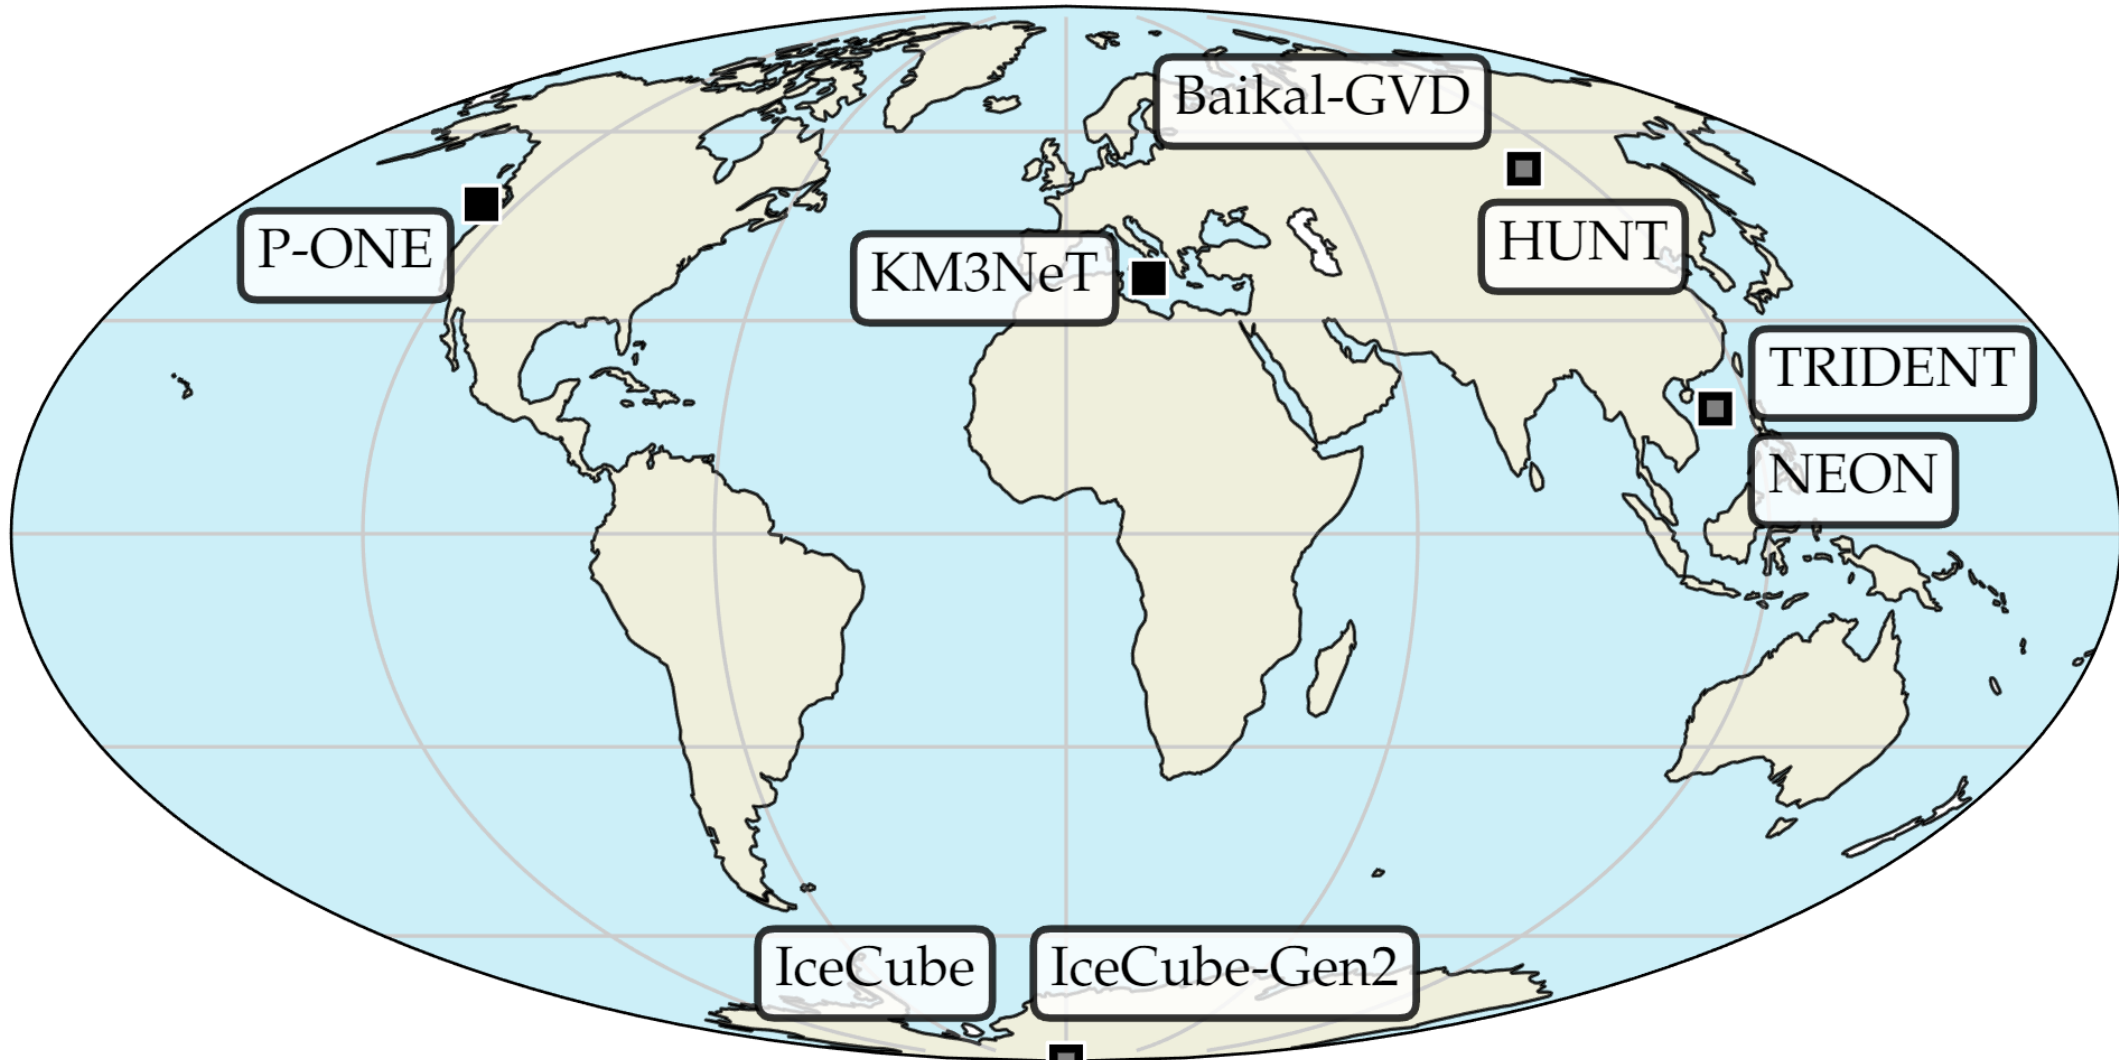 Baikal-GVD
P-ONE
KM3NeT
HUNT
TRIDENT
NEON
IceCube
IceCube-Gen2